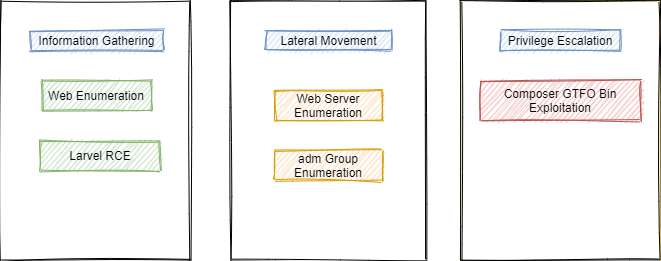 Information Gathering
Web Enumeration
Larvel RCE
Lateral Movement
Web Server
Enumeration
adm Group
Enumeration
Privilege Escalation
Composer GTFO Bin
Exploitation